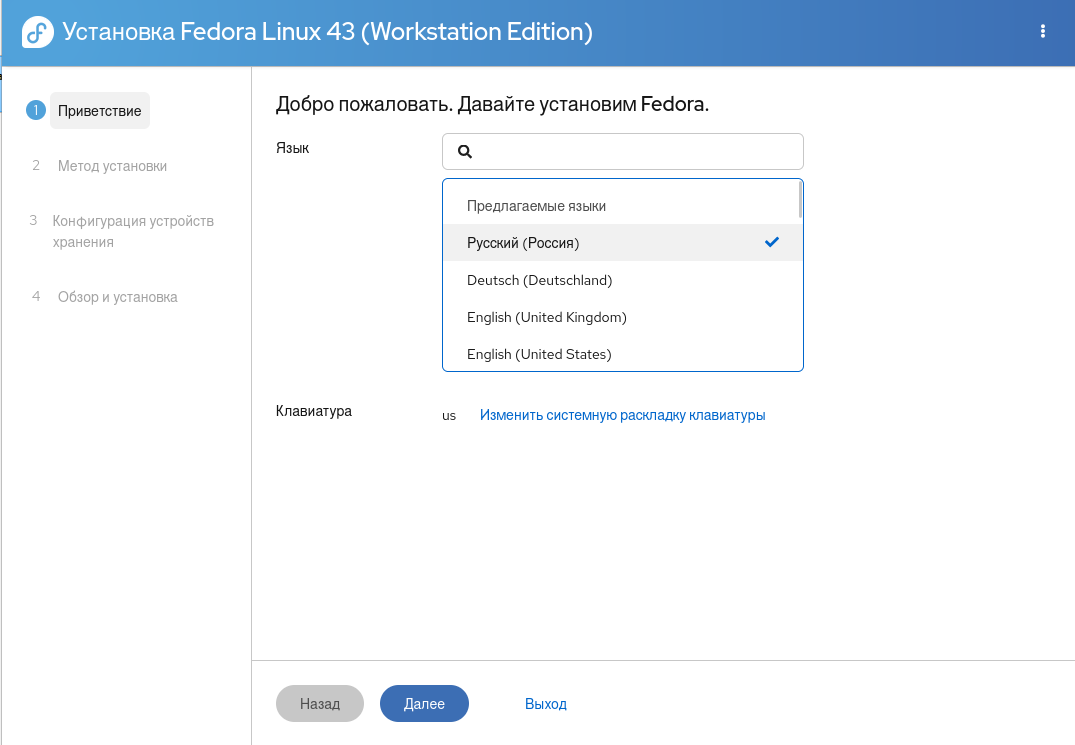 Установка Fedora Linux 43 (Workstation Edition)
1 Приветствие
2 Метод установки
3 Конфигурация устройств
хранения
4 Обзор и установка
Добро пожаловать. Давайте установим Fedora.
Язык
Предлагаемые языки
Русский (Россия)
Deutsch (Deutschland)
English (United Kingdom)
English (United States)
Клавиатура
us Изменить системную раскладку клавиатуры
Назад Далее Выход